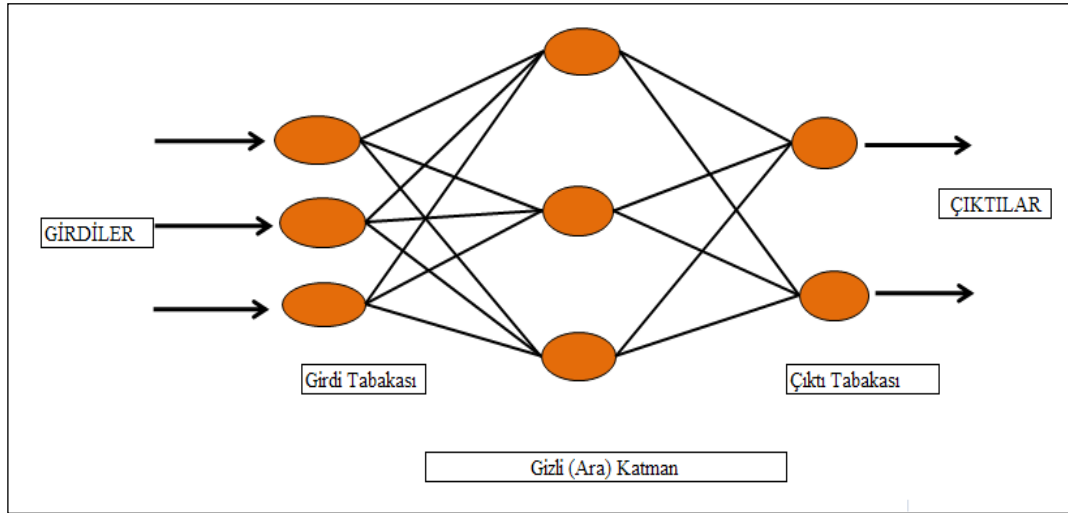 GİRDİLER
ÇIKTILAR
Girdi Tabakası
Çıktı Tabakası
Gizli (Ara) Katman